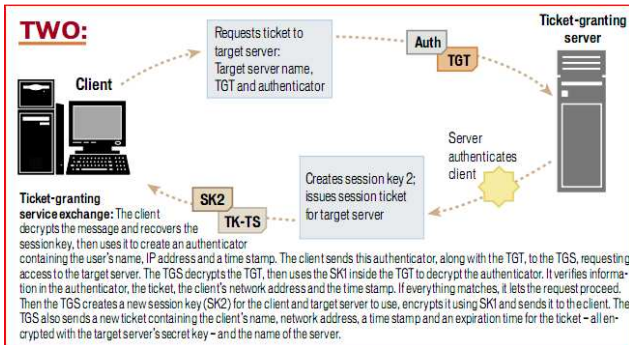 TWO:
Client
Requests ticket to
target server:
Target server name,
TGT and authenticator
Auth
TGT
Ticket-granting
server
Server
authenticates
client
Creates session key 2;
issues session ticket
for target server
SK2
TK-TS
Ticket-granting
service exchange: The client
decrypts the message and recovers the
session key, then uses it to create an authenticator
containing the user's name, IP address and a time stamp. The client sends this authenticator, along with the TGT, to the TGS, requesting
access to the target server. The TGS decrypts the TGT, then uses the SK1 inside the TGT to decrypt the authenticator. It verifies informa-
tion in the authenticator, the ticket, the client's network address and the time stamp. If everything matches, it lets the request proceed.
Then the TGS creates a new session key (SK2) for the client and target server to use, encrypts it using SK1 and sends it to the client. The
TGS also sends a new ticket containing the client's name, network address, a time stamp and an expiration time for the ticket – all en-
crypted with the target server's secret key – and the name of the server.